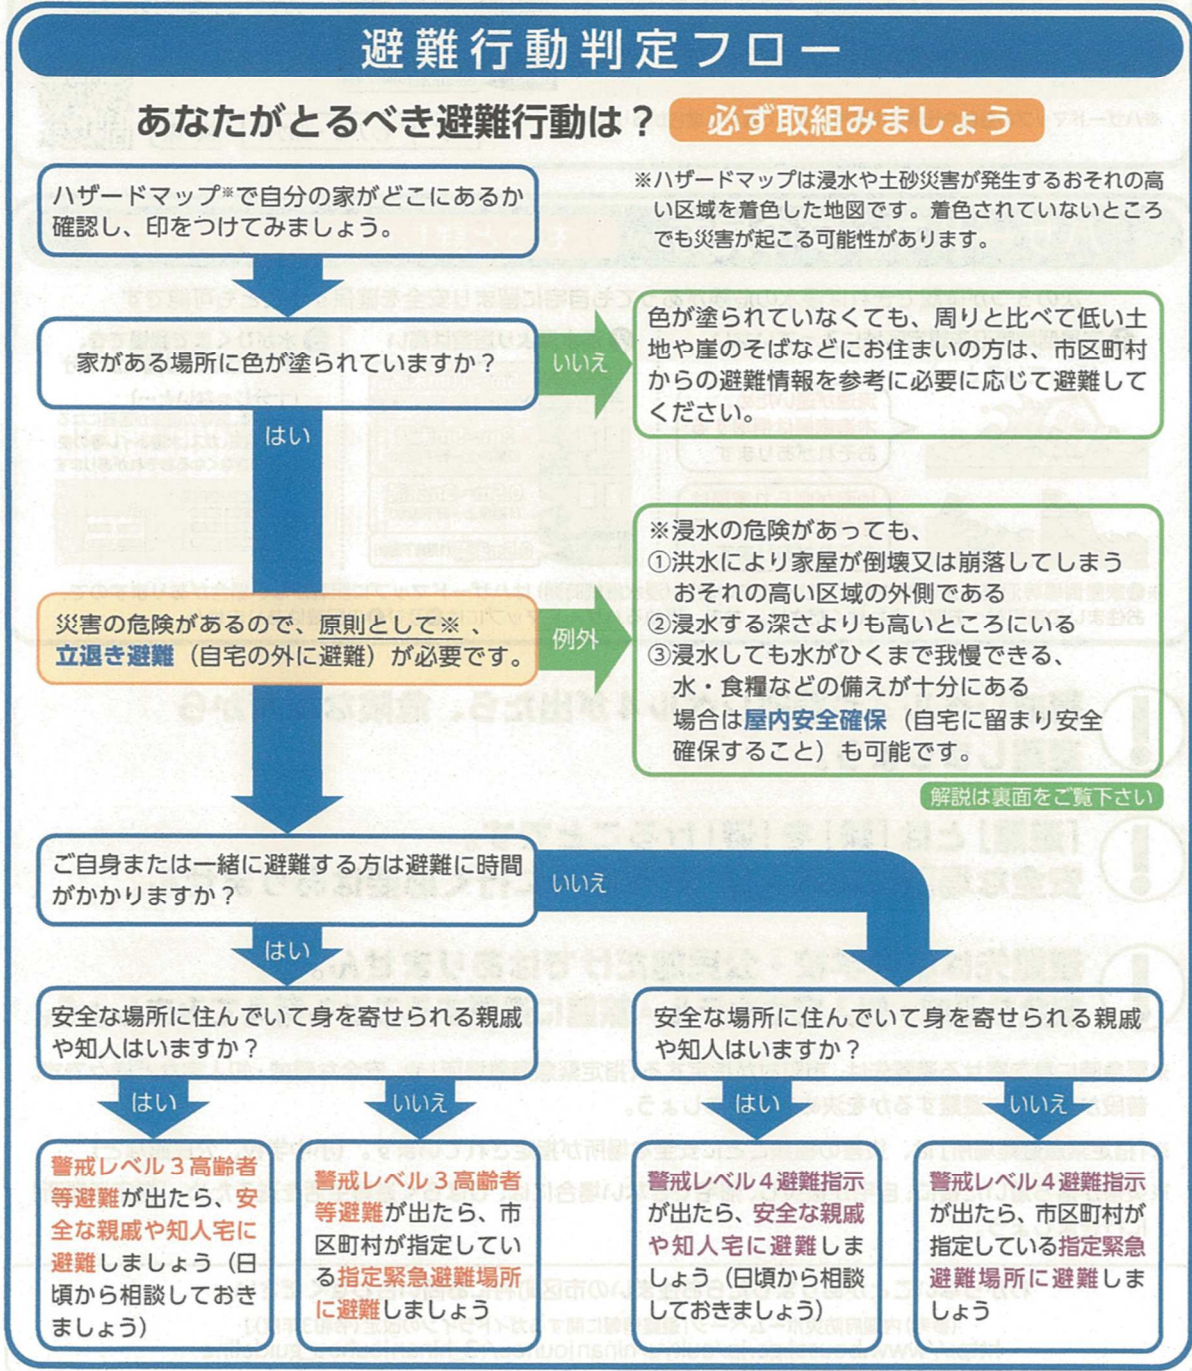 避難行動判定フロー
あなたがとるべき避難行動は？ 必ず取組みましょう
ハザードマップ※で自分の家がどこにあるか
確認し、印をつけてみましょう。
※ハザードマップは浸水や土砂災害が発生するおそれの高
い区域を着色した地図です。着色されていないところ
でも災害が起こる可能性があります。
家がある場所に色が塗られていますか？
いいえ
色が塗られていなくても、周りと比べて低い土
地や崖のそばなどにお住まいの方は、市区町村
からの避難情報を参考に必要に応じて避難して
ください。
はい
災害の危険があるので、原則として※、
立退き避難（自宅の外に避難）が必要です。
例外
※浸水の危険があっても、
①洪水により家屋が倒壊又は崩落してしまう
おそれの高い区域の外側である
②浸水する深さよりも高いところにいる
③浸水しても水がひくまで我慢できる、
水・食糧などの備えが十分にある
場合は屋内安全確保（自宅に留まり安全
確保すること）も可能です。
解説は裏面をご覧下さい
ご自身または一緒に避難する方は避難に時間
がかかりますか？
いいえ
はい
安全な場所に住んでいて身を寄せられる親戚
や知人はいますか？
安全な場所に住んでいて身を寄せられる親戚
や知人はいますか？
はい
いいえ
はい
いいえ
警戒レベル３高齢者
等避難が出たら、安
全な親戚や知人宅に
避難しましょう（日
頃から相談しておき
ましょう）
警戒レベル３高齢者
等避難が出たら、市
区町村が指定してい
る指定緊急避難場所
に避難しましょう
警戒レベル４避難指示
が出たら、安全な親戚
や知人宅に避難しま
しょう（日頃から相談
しておきましょう）
警戒レベル４避難指示
が出たら、市区町村が
指定している指定緊急
避難場所に避難しま
しょう